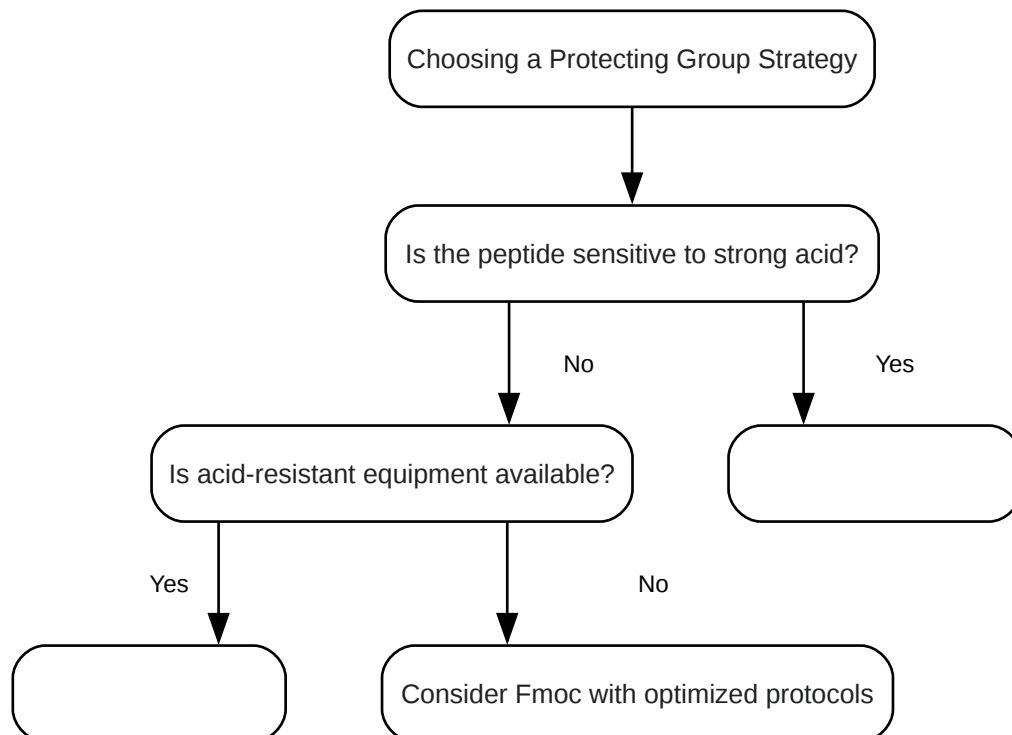 Choosing a Protecting Group Strategy
Is the peptide sensitive to strong acid?
No
Yes
Is acid-resistant equipment available?
Yes
No
Consider Fmoc with optimized protocols